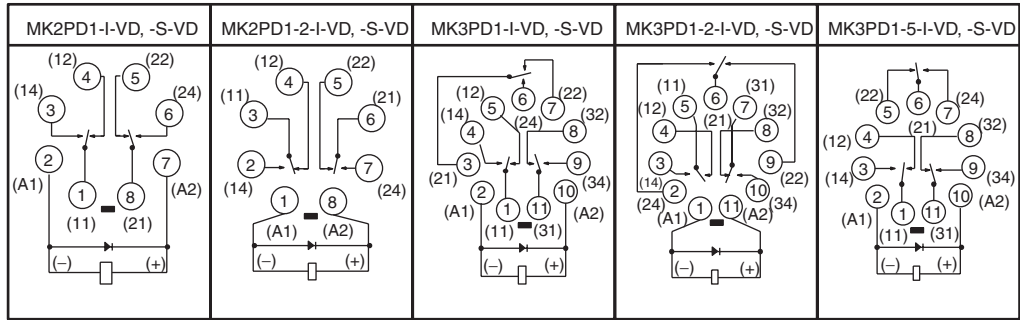 MK2PD1-I-VD, -S-VD
MK2PD1-2-I-VD, -S-VD
MK3PD1-I-VD, -S-VD
MK3PD1-2-I-VD, -S-VD
MK3PD1-5-I-VD, -S-VD
(12) 4 5 (22)
(14) 3 6 (24)
2 7
(A1) 1 8 (A2)
(11) (21)
(–) (+)
(12) 4 5 (22)
(11) 3 6 (21)
2 7
(14) 1 8 (24)
(A1) (A2)
(–) (+)
6
(12) 5 7 (22)
(14) 4 (24) 8 (32)
3 9
(21) 2 10 (34)
(A1) 1 11 (A2)
(11) (31)
(–) (+)
(11) 6 (31)
(12) 5 (21) 7 (32)
4 8
3 9
(14) 2 10 (22)
(24) 1 11 (34)
(A1) (A2)
(–) (+)
(22) 5 6 7 (24)
(12) 4 (21) 8 (32)
3 9
(14) 2 10 (34)
(A1) 1 11 (A2)
(11) (31)
(–) (+)